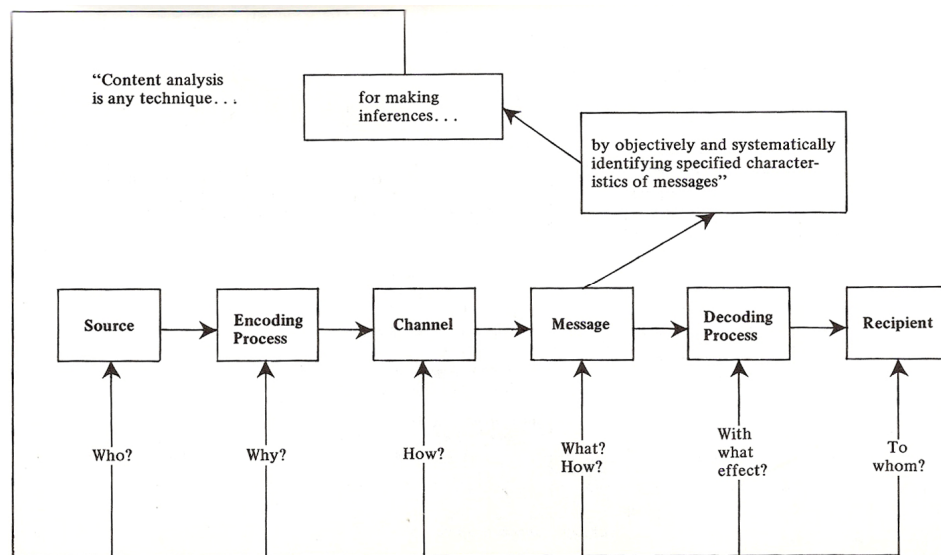 “Content analysis
is any technique. . .
for making
inferences. . .
by objectively and systematically
identifying specified character-
istics of messages”
Source
Encoding
Process
Channel
Message
Decoding
Process
Recipient
Who?
Why?
How?
What?
How?
With
what
effect?
To
whom?